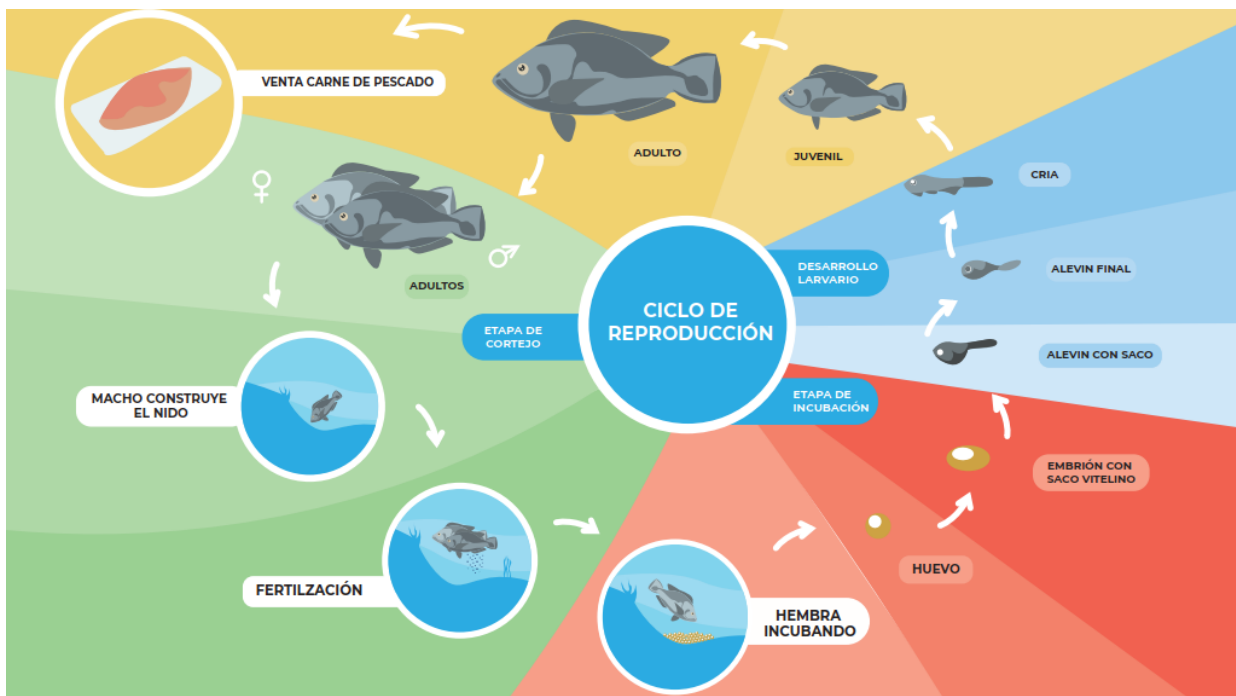 VENTA CARNE DE PESCADO
ADULTO
JUVENIL
CRIA
ADULTOS
DESARROLLO
LARVARIO
ALEVIN FINAL
CICLO DE
REPRODUCCIÓN
ETAPA DE
CORTEJO
ALEVIN CON SACO
MACHO CONSTRUYE
EL NIDO
ETAPA DE
INCUBACIÓN
EMBRIÓN CON
SACO VITELINO
HUEVO
FERTILZACIÓN
HEMBRA
INCUBANDO